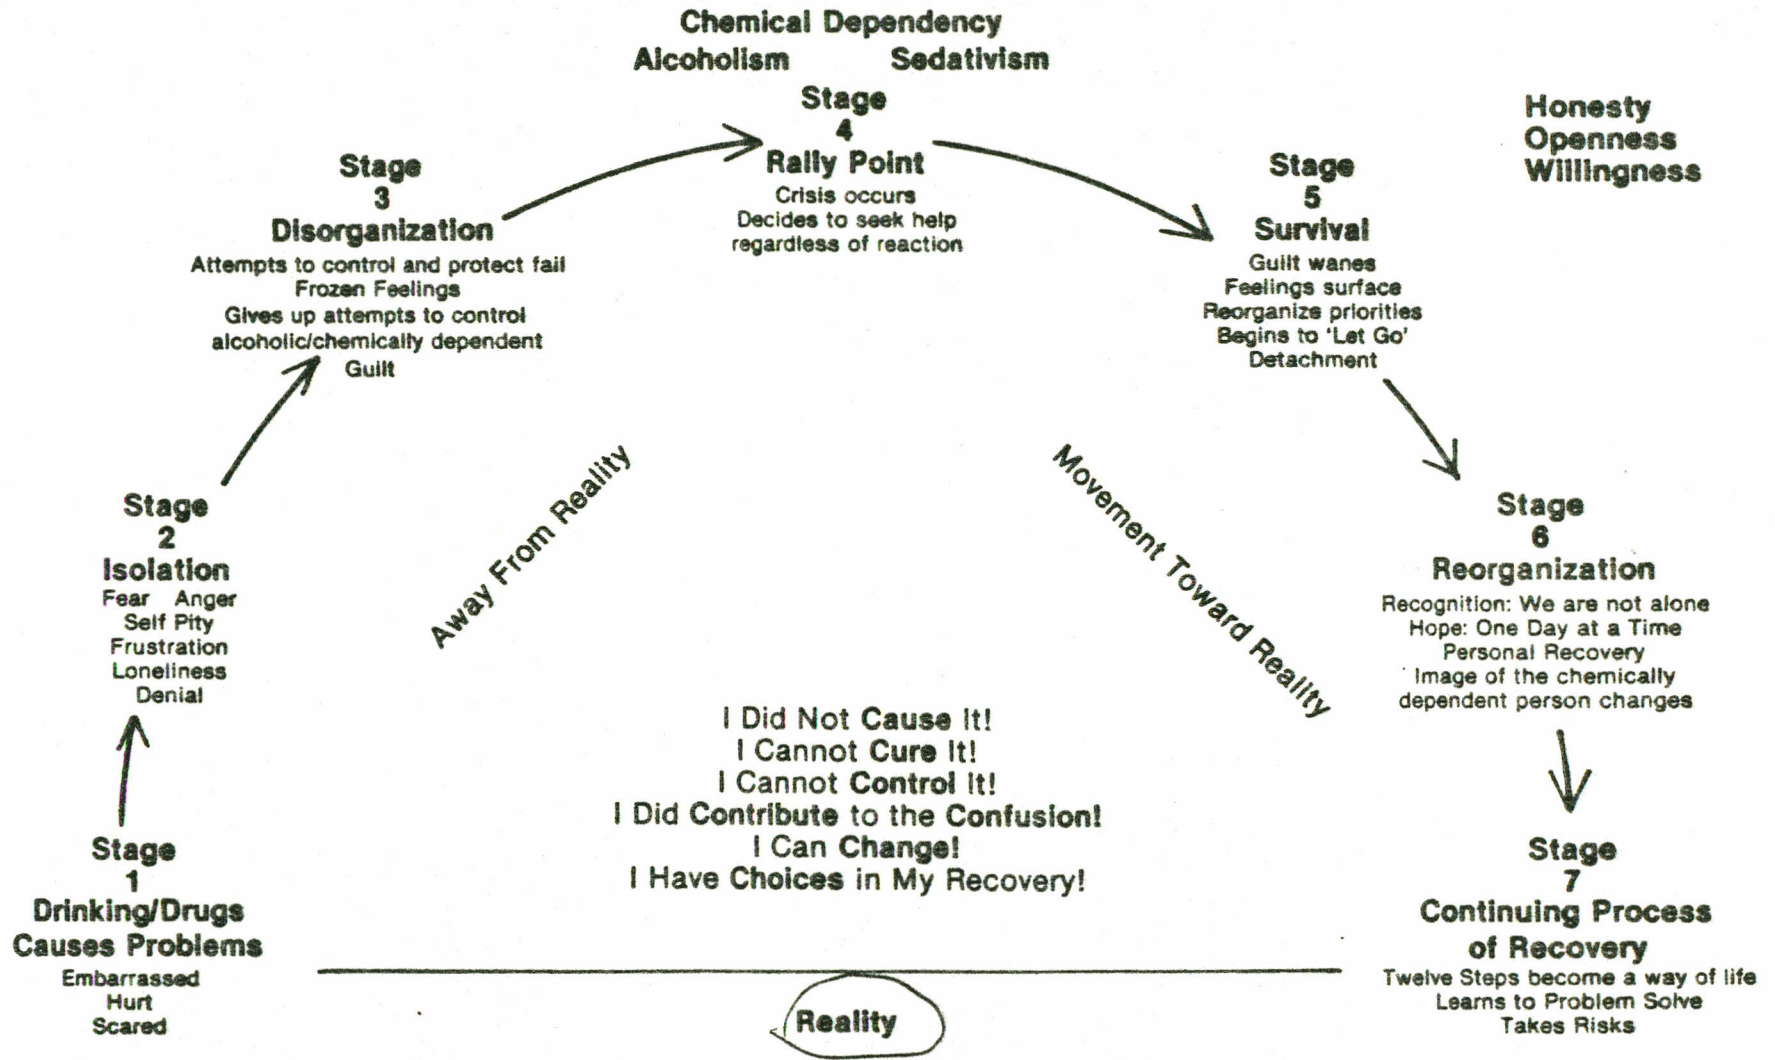 Chemical Dependency
Alcoholism Sedativism
Stage
4
Rally Point
Crisis occurs
Decides to seek help
regardless of reaction
Honesty
Openness
Willingness
Stage
3
Disorganization
Attempts to control and protect fail
Frozen Feelings
Gives up attempts to control
alcoholic/chemically dependent
Guilt
Stage
5
Survival
Guilt wanes
Feelings surface
Reorganize priorities
Begins to 'Let Go'
Detachment
Stage
2
Isolation
Fear Anger
Self Pity
Frustration
Loneliness
Denial
Away From Reality
Movement Toward Reality
Stage
6
Reorganization
Recognition: We are not alone
Hope: One Day at a Time
Personal Recovery
Image of the chemically
dependent person changes
I Did Not Cause It!
I Cannot Cure It!
I Cannot Control It!
I Did Contribute to the Confusion!
I Can Change!
I Have Choices in My Recovery!
Stage
1
Drinking/Drugs
Causes Problems
Embarrassed
Hurt
Scared
Stage
7
Continuing Process
of Recovery
Twelve Steps become a way of life
Learns to Problem Solve
Takes Risks
Reality